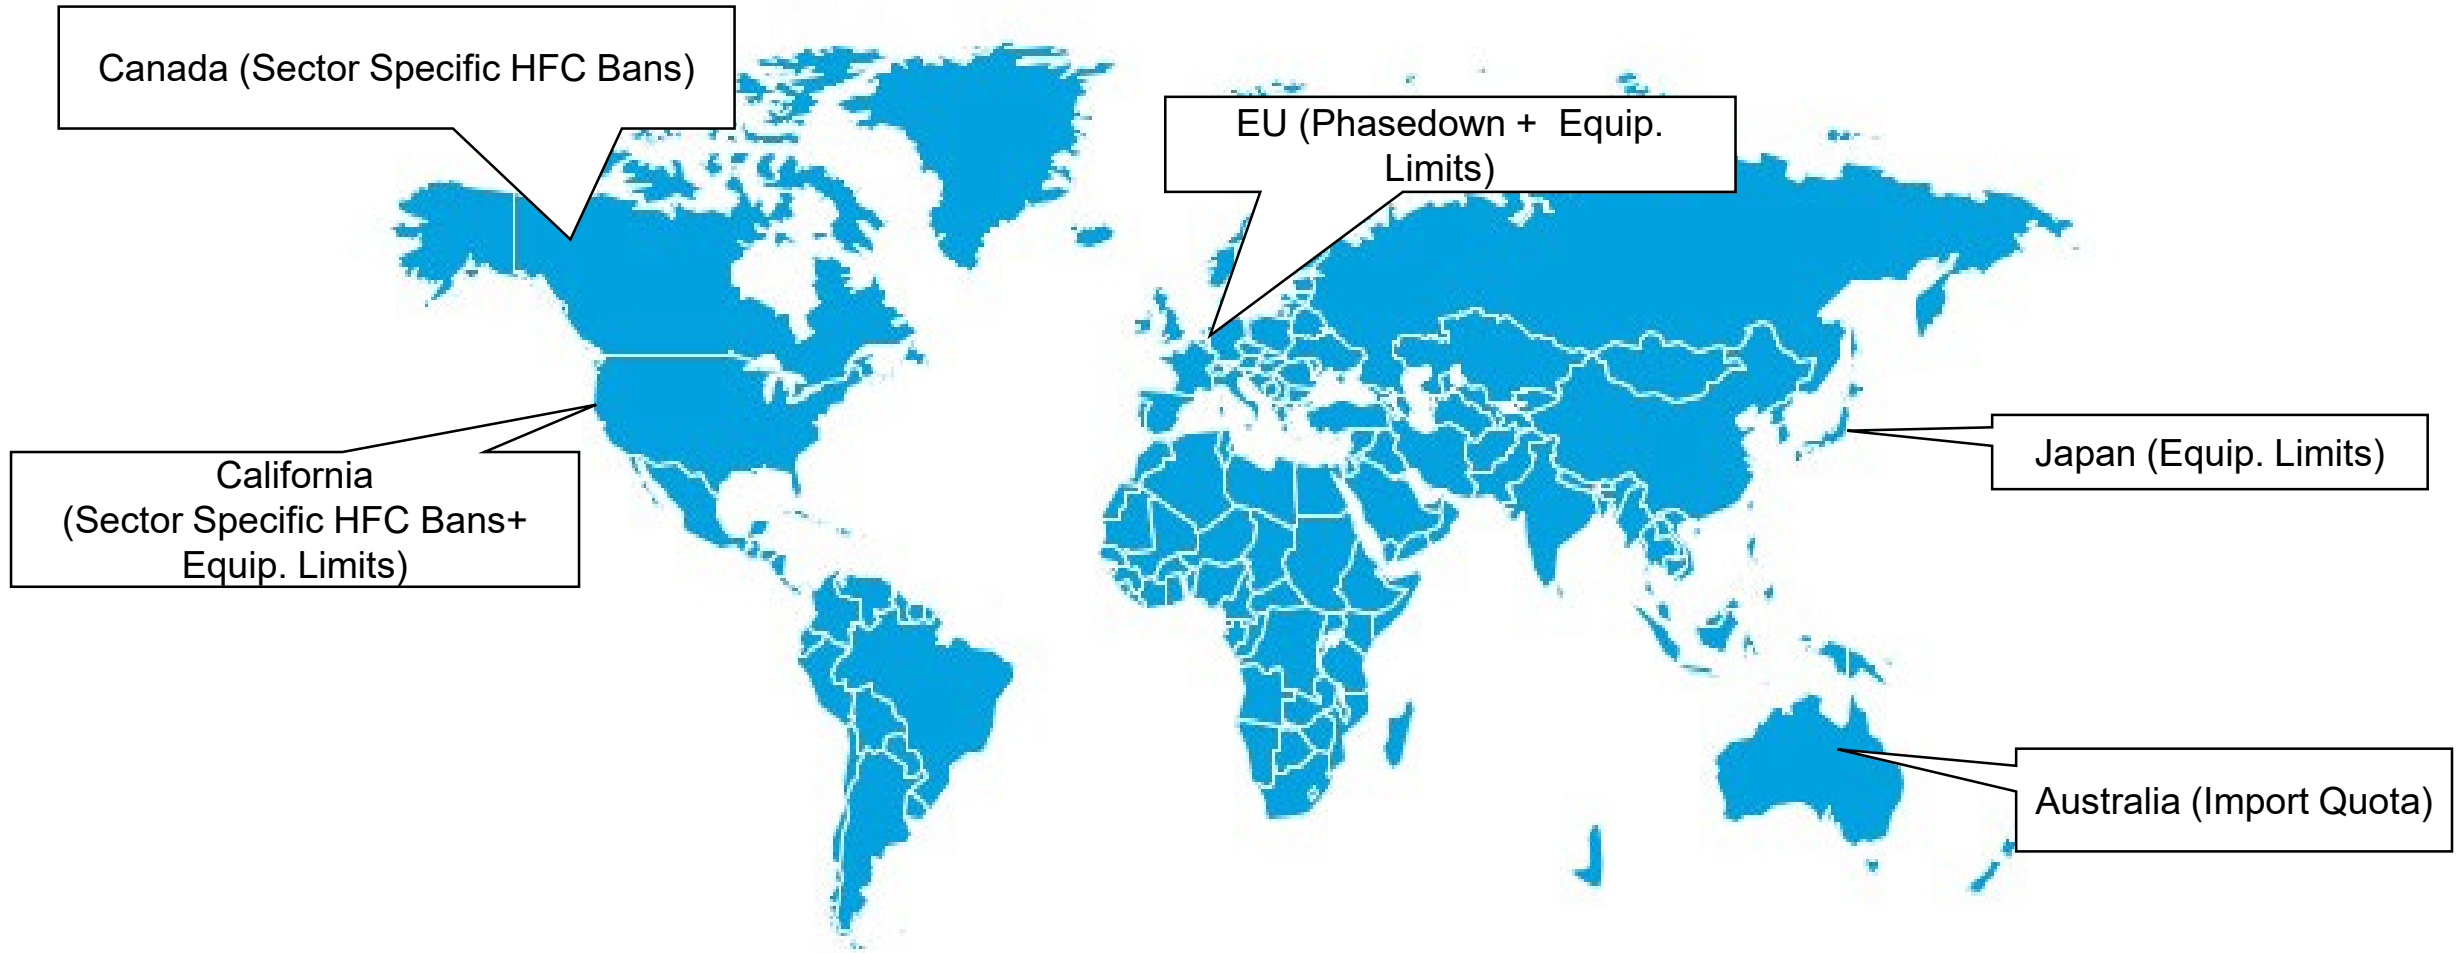 Canada (Sector Specific HFC Bans)
EU (Phasedown + Equip.
Limits)
California
(Sector Specific HFC Bans+
Equip. Limits)
Japan (Equip. Limits)
Australia (Import Quota)